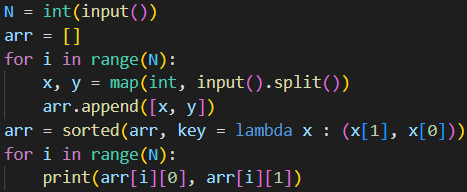 N = int(input())
arr = []
for i in range(N):
    x, y = map(int, input().split())
    arr.append([x, y])
arr = sorted(arr, key = lambda x : (x[1], x[0]))
for i in range(N):
    print(arr[i][0], arr[i][1])